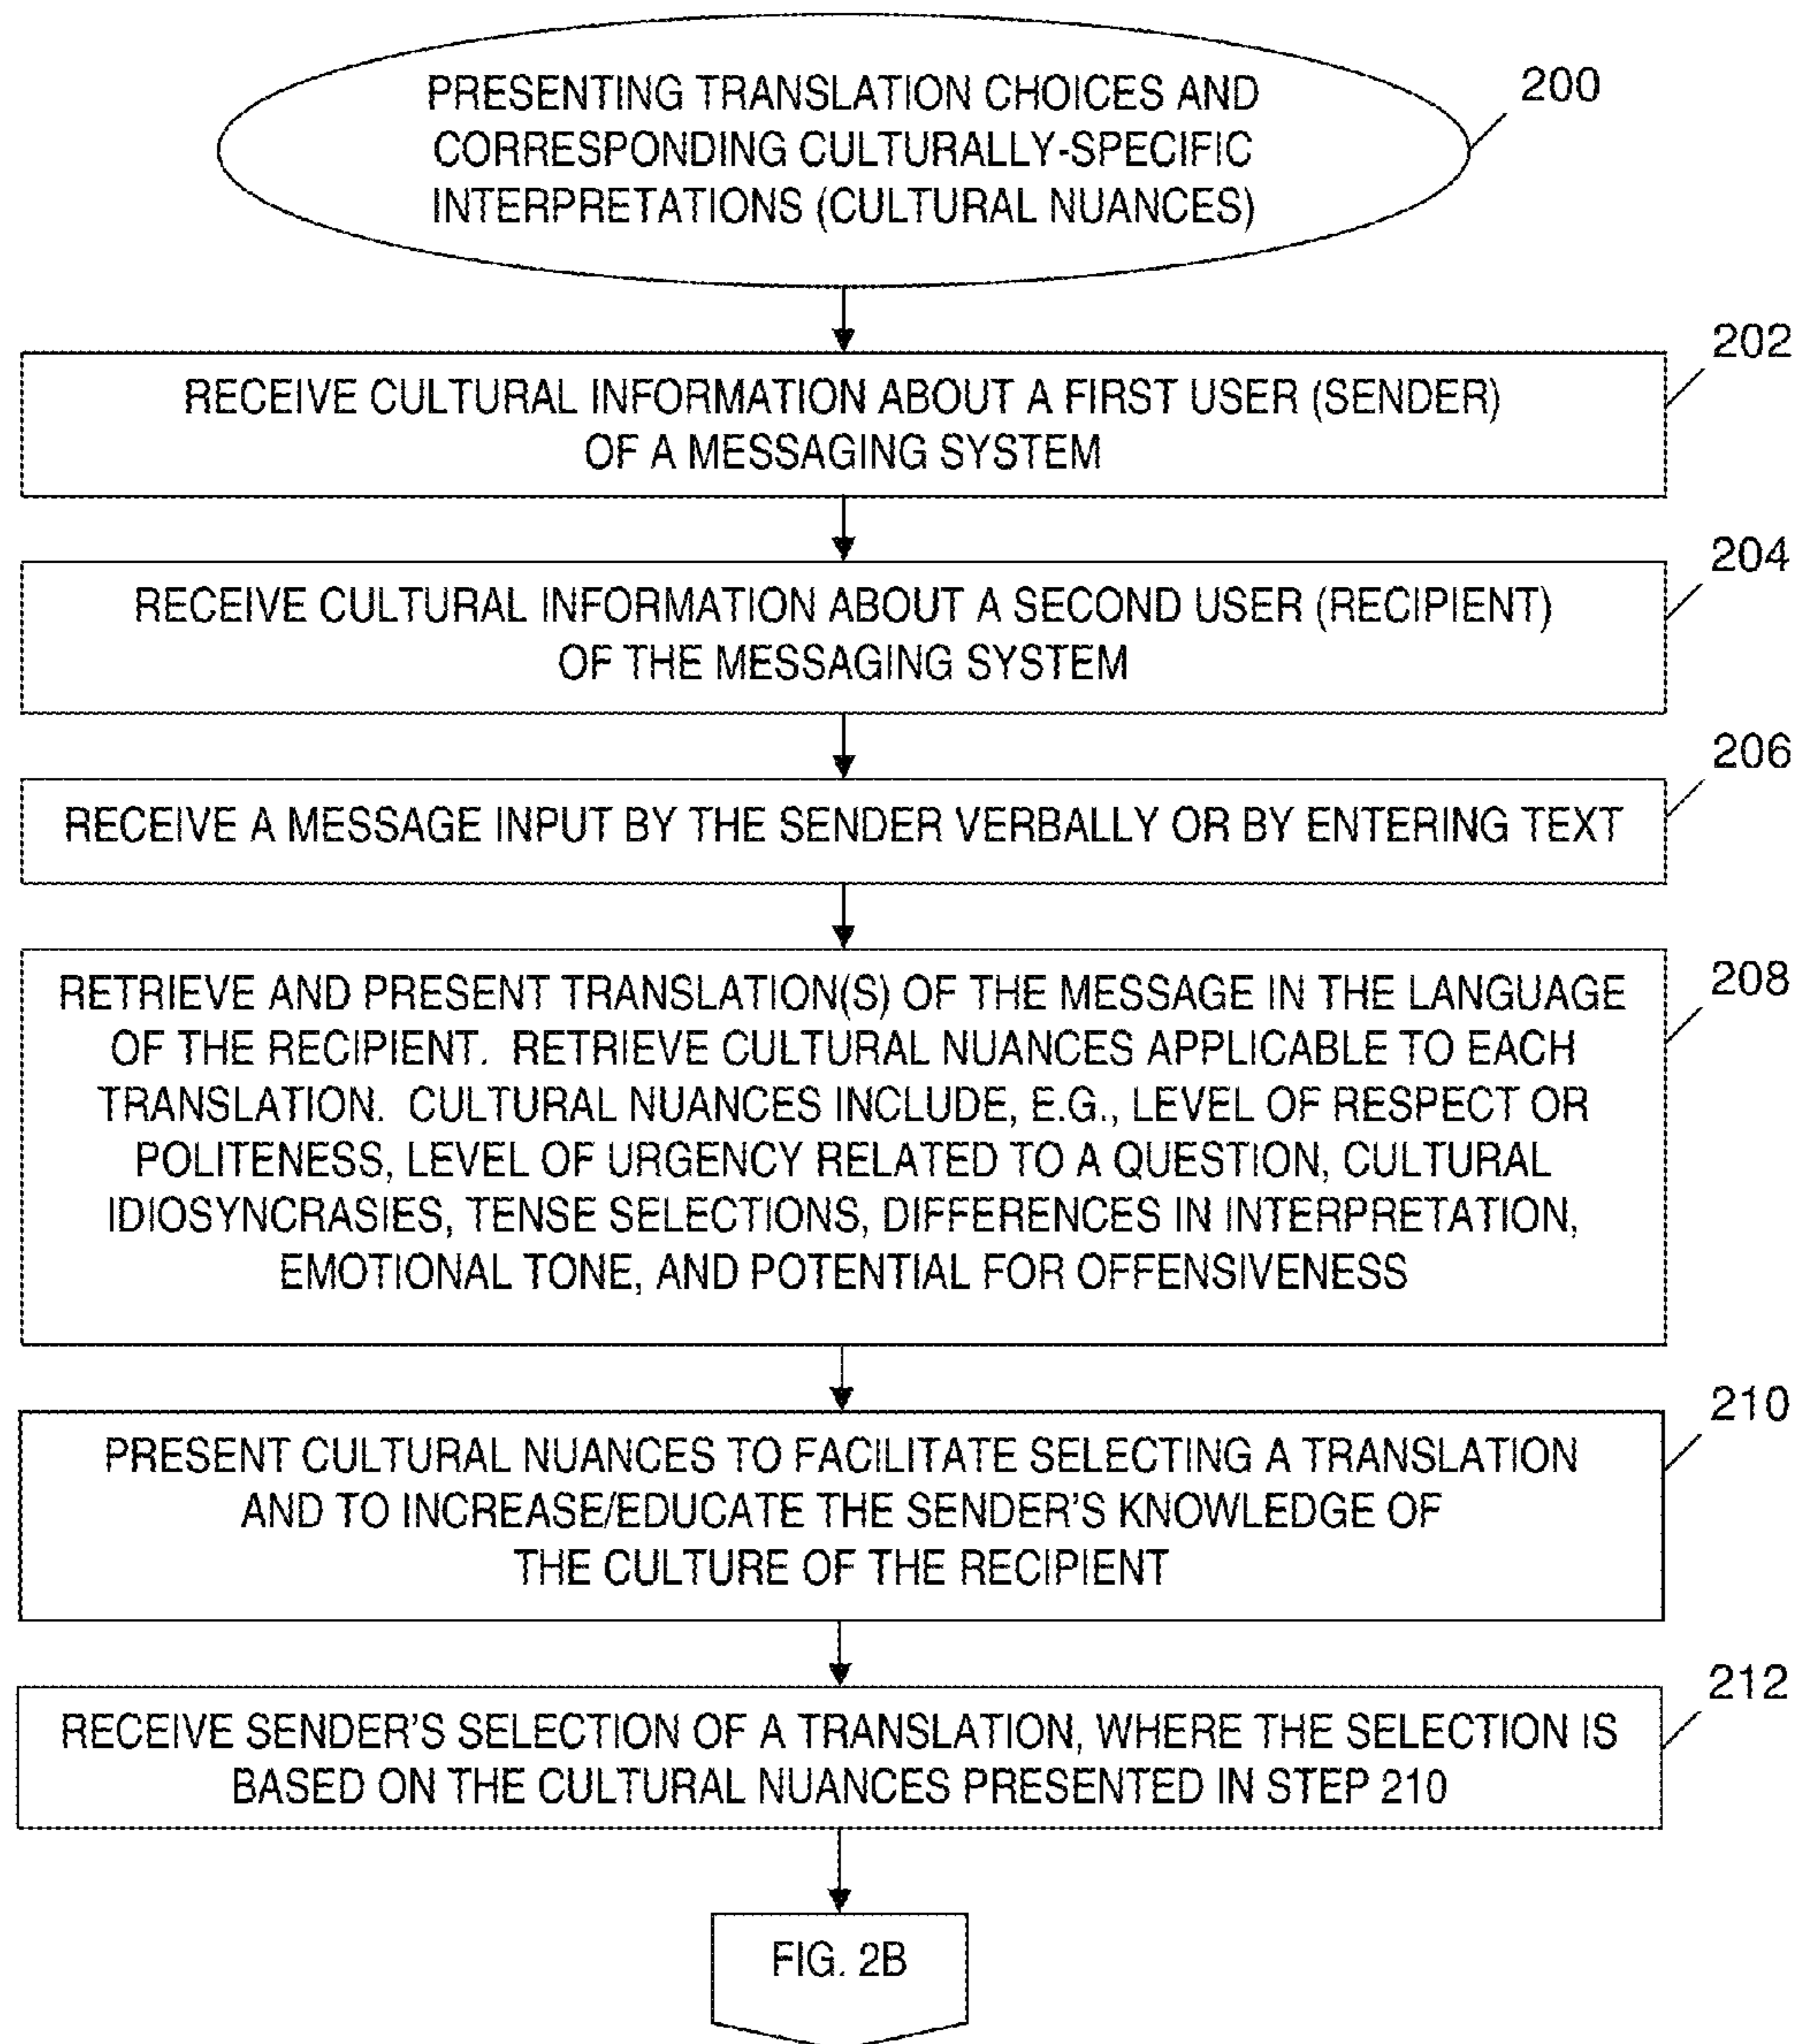 PRESENTING TRANSLATION CHOICES AND
CORRESPONDING CULTURALLY-SPECIFIC
INTERPRETATIONS (CULTURAL NUANCES)
200
202
RECEIVE CULTURAL INFORMATION ABOUT A FIRST USER (SENDER)
OF A MESSAGING SYSTEM
204
RECEIVE CULTURAL INFORMATION ABOUT A SECOND USER (RECIPIENT)
OF THE MESSAGING SYSTEM
206
RECEIVE A MESSAGE INPUT BY THE SENDER VERBALLY OR BY ENTERING TEXT
208
RETRIEVE AND PRESENT TRANSLATION(S) OF THE MESSAGE IN THE LANGUAGE
OF THE RECIPIENT. RETRIEVE CULTURAL NUANCES APPLICABLE TO EACH
TRANSLATION. CULTURAL NUANCES INCLUDE, E.G., LEVEL OF RESPECT OR
POLITENESS, LEVEL OF URGENCY RELATED TO A QUESTION, CULTURAL
IDIOSYNCRASIES, TENSE SELECTIONS, DIFFERENCES IN INTERPRETATION,
EMOTIONAL TONE, AND POTENTIAL FOR OFFENSIVENESS
210
PRESENT CULTURAL NUANCES TO FACILITATE SELECTING A TRANSLATION
AND TO INCREASE/EDUCATE THE SENDER'S KNOWLEDGE OF
THE CULTURE OF THE RECIPIENT
212
RECEIVE SENDER'S SELECTION OF A TRANSLATION, WHERE THE SELECTION IS
BASED ON THE CULTURAL NUANCES PRESENTED IN STEP 210
FIG. 2B